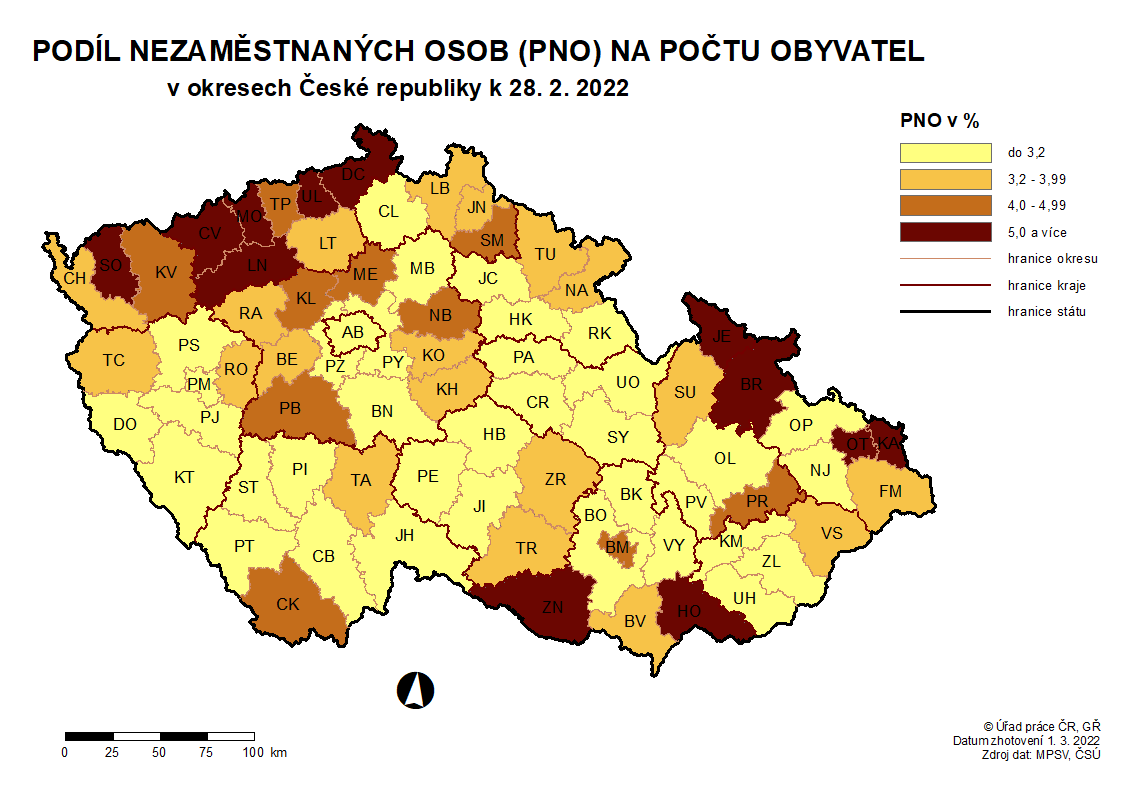 PODÍL NEZAMĚSTNANÝCH OSOB (PNO) NA POČTU OBYVATEL
v okresech České republiky k 28. 2. 2022
PNO v %
do 3,2
3,2 - 3,99
4,0 - 4,99
5,0 a více
hranice okresu
hranice kraje
hranice státu
DC
LB
UL
TP
JN
CL
MO
CV
LT
SM
TU
SO
LN
ME
MB
KV
CH
JC
NA
KL
RA
NB
HK
RK
AB
JE
PS
KO
PA
TC
BE
PZ
PY
RO
PM
UO
BR
KH
SU
CR
PB
BN
PJ
DO
OP
HB
SY
OT
KA
OL
PI
NJ
KT
PE
ZR
TA
ST
FM
BK
PV
PR
JI
BO
VS
JH
KM
PT
TR
BM
VY
CB
ZL
UH
CK
ZN
HO
BV
0 25 50 75 100 km
© Úřad práce ČR, GŘ
Datum zhotovení 1. 3. 2022
Zdroj dat: MPSV, ČSÚ